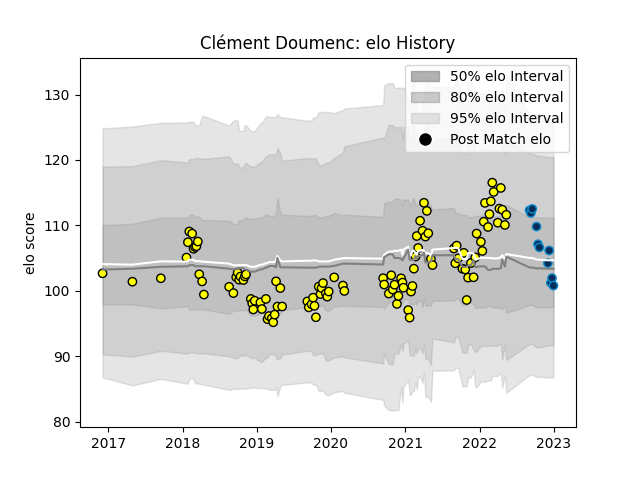 Clément Doumenc: elo History
50% elo Interval
80% elo Interval
95% elo Interval
Post Match elo
elo score
130
120
110
100
90
80
2017
2018
2019
2020
2021
2022
2023